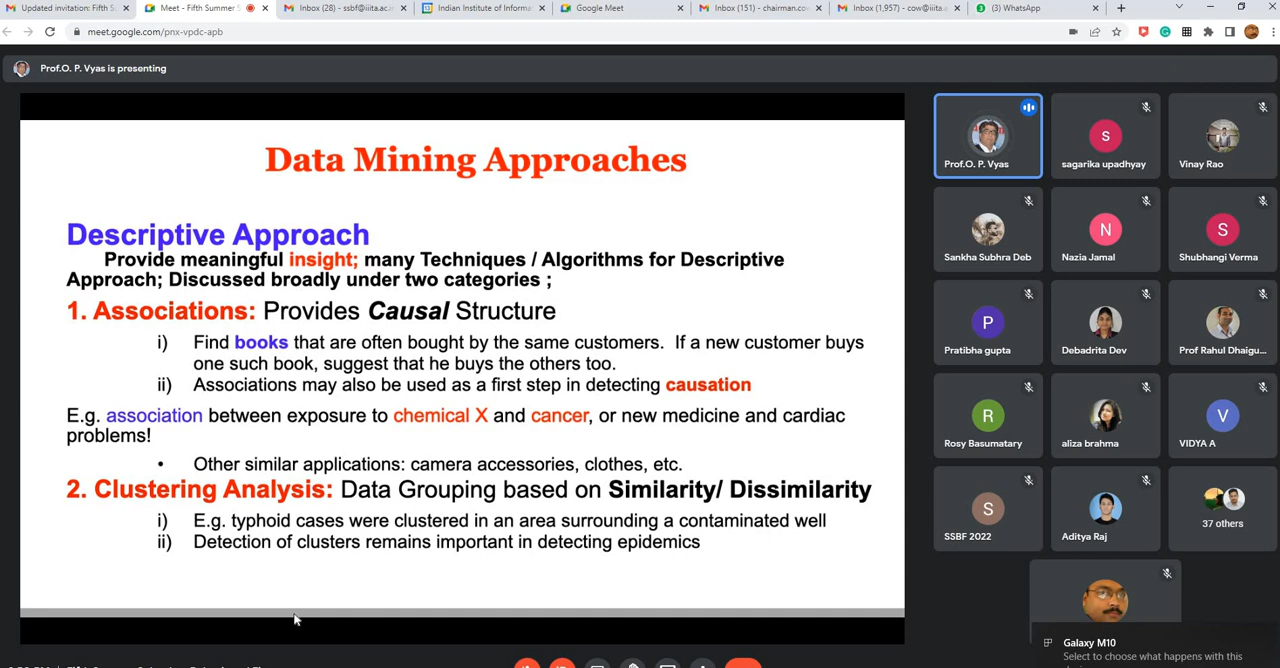 Updated invitation: Fifth S
Meet - Fifth Summer S
Inbox (28) - ssbf@iiita.ac.in
Indian Institute of Informa
Google Meet
Inbox (151) - chairman.cow
Inbox (1,957) - cow@iiita.a
(3) WhatsApp
meet.google.com/pnx-vpdc-apb
Prof.O. P. Vyas is presenting
Data Mining Approaches
Descriptive Approach
Provide meaningful insight; many Techniques / Algorithms for Descriptive
Approach; Discussed broadly under two categories ;
1. Associations: Provides Causal Structure
i) Find books that are often bought by the same customers. If a new customer buys
one such book, suggest that he buys the others too.
ii) Associations may also be used as a first step in detecting causation
E.g. association between exposure to chemical X and cancer, or new medicine and cardiac
problems!
• Other similar applications: camera accessories, clothes, etc.
2. Clustering Analysis: Data Grouping based on Similarity/ Dissimilarity
i) E.g. typhoid cases were clustered in an area surrounding a contaminated well
ii) Detection of clusters remains important in detecting epidemics
Prof.O. P. Vyas
S
sagarika upadhyay
Vinay Rao
Sankha Subhra Deb
N
Nazia Jamal
S
Shubhangi Verma
P
Pratibha gupta
Debadrita Dev
Prof Rahul Dhaigu...
R
Rosy Basumatary
aliza brahma
V
VIDYA A
S
SSBF 2022
Aditya Raj
37 others
Galaxy M10
Select to choose what happens with this